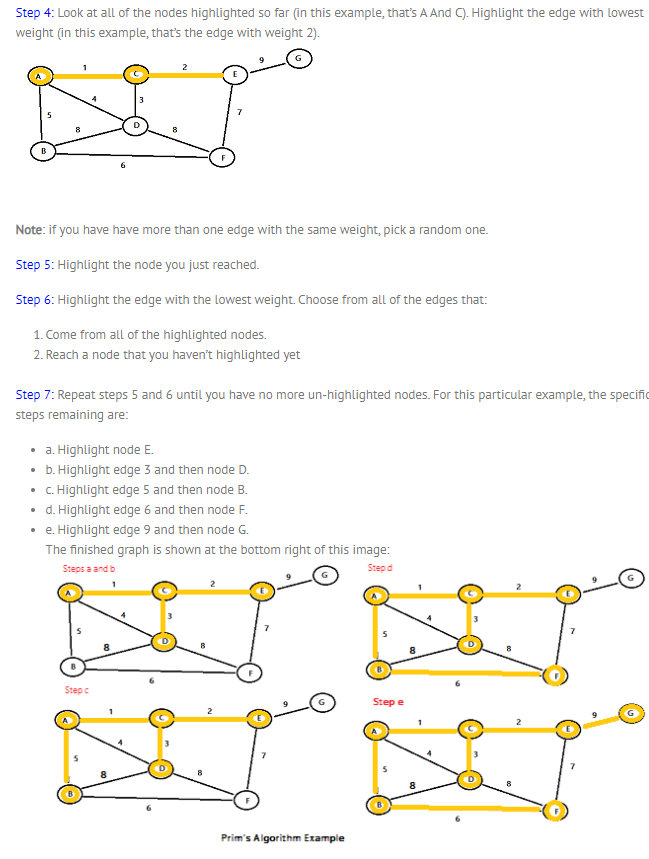 Step 4: Look at all of the nodes highlighted so far (in this example, that's A And C). Highlight the edge with lowest
weight (in this example, that's the edge with weight 2).
A 1 C 2 E 9 G
5 4 3 7
8 D 8
B 6 F
Note: if you have have more than one edge with the same weight, pick a random one.
Step 5: Highlight the node you just reached.
Step 6: Highlight the edge with the lowest weight. Choose from all of the edges that:
1. Come from all of the highlighted nodes.
2. Reach a node that you haven't highlighted yet
Step 7: Repeat steps 5 and 6 until you have no more un-highlighted nodes. For this particular example, the specific
steps remaining are:
a. Highlight node E.
b. Highlight edge 3 and then node D.
c. Highlight edge 5 and then node B.
d. Highlight edge 6 and then node F.
e. Highlight edge 9 and then node G.
The finished graph is shown at the bottom right of this image:
Steps a and b
A 1 C 2 E 9 G
5 4 3 7
8 D 8
B 6 F
Step d
A 1 C 2 E 9 G
5 4 3 7
8 D 8
B 6 F
Step c
A 1 C 2 E 9 G
5 4 3 7
8 D 8
B 6 F
Step e
A 1 C 2 E 9 G
5 4 3 7
8 D 8
B 6 F
Prim's Algorithm Example